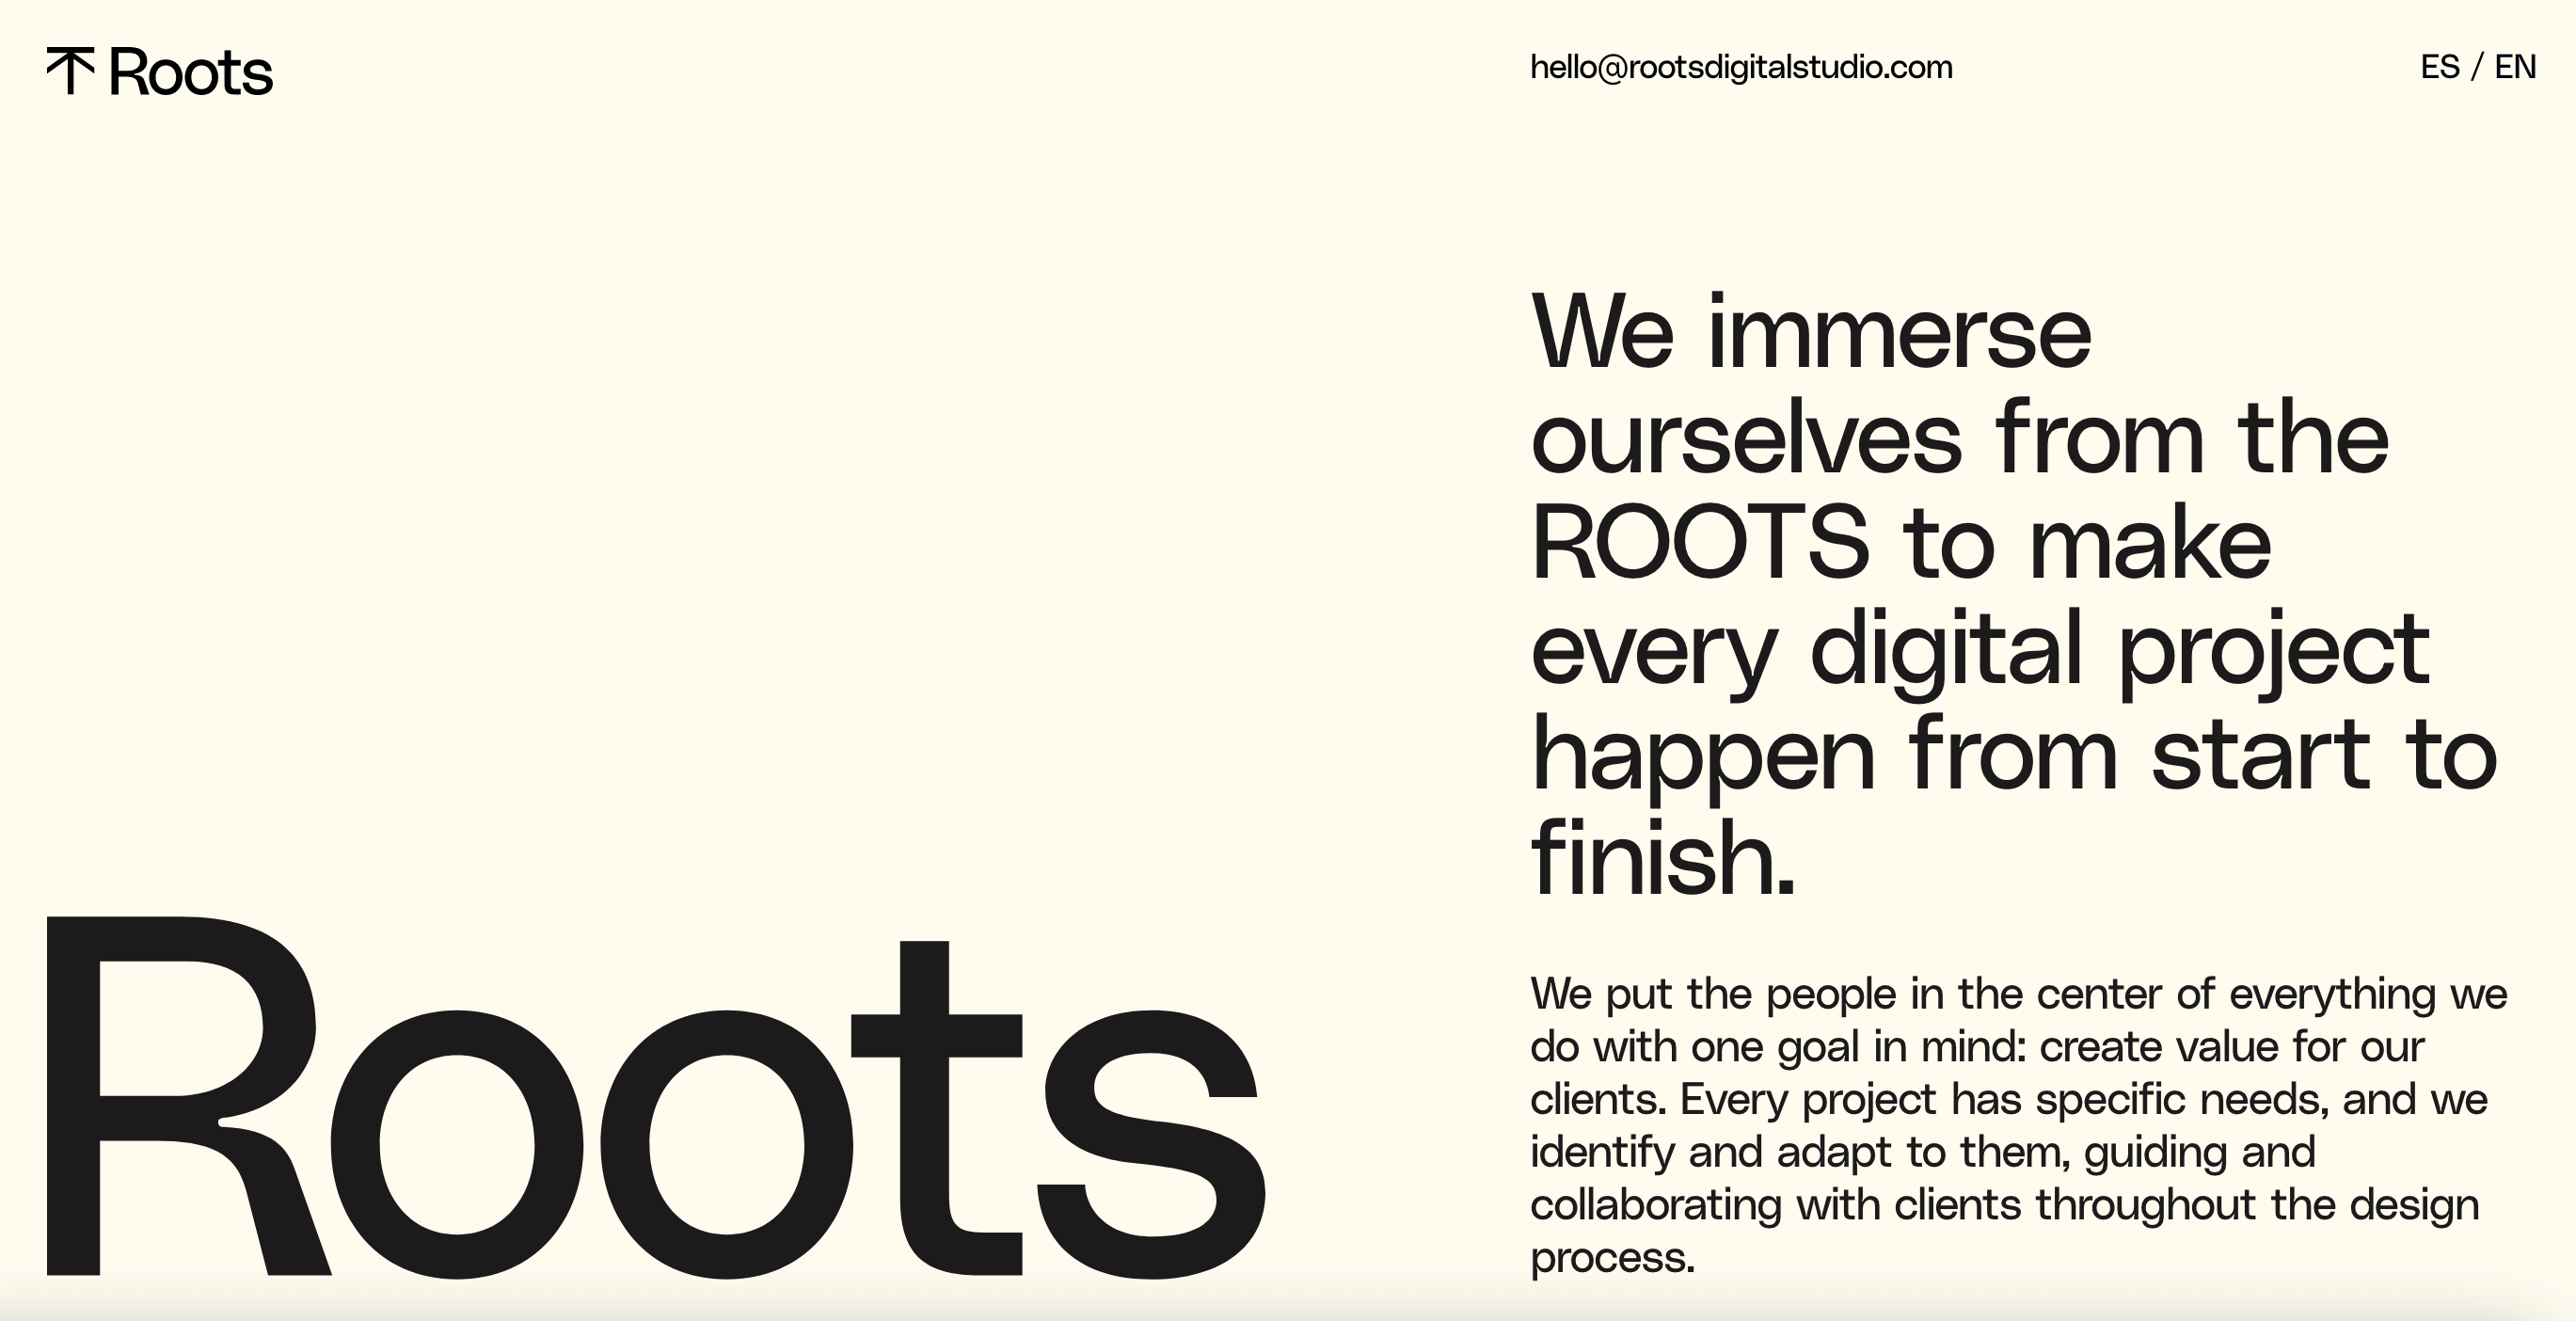 Roots
hello@rootsdigitalstudio.com
ES / EN
We immerse
ourselves from the
ROOTS to make
every digital project
happen from start to
finish.
Roots
We put the people in the center of everything we
do with one goal in mind: create value for our
clients. Every project has specific needs, and we
identify and adapt to them, guiding and
collaborating with clients throughout the design
process.